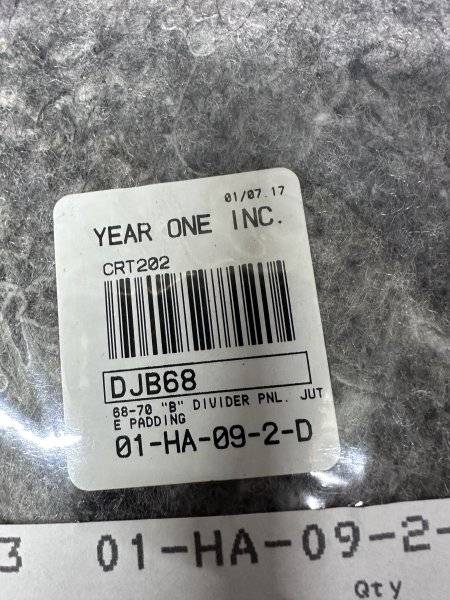 01/07.17
YEAR ONE INC.
CRT202
DJB68
68-70 "B" DIVIDER PNL. JUT
E PADDING
01-HA-09-2-D
3 01-HA-09-2-
Qty